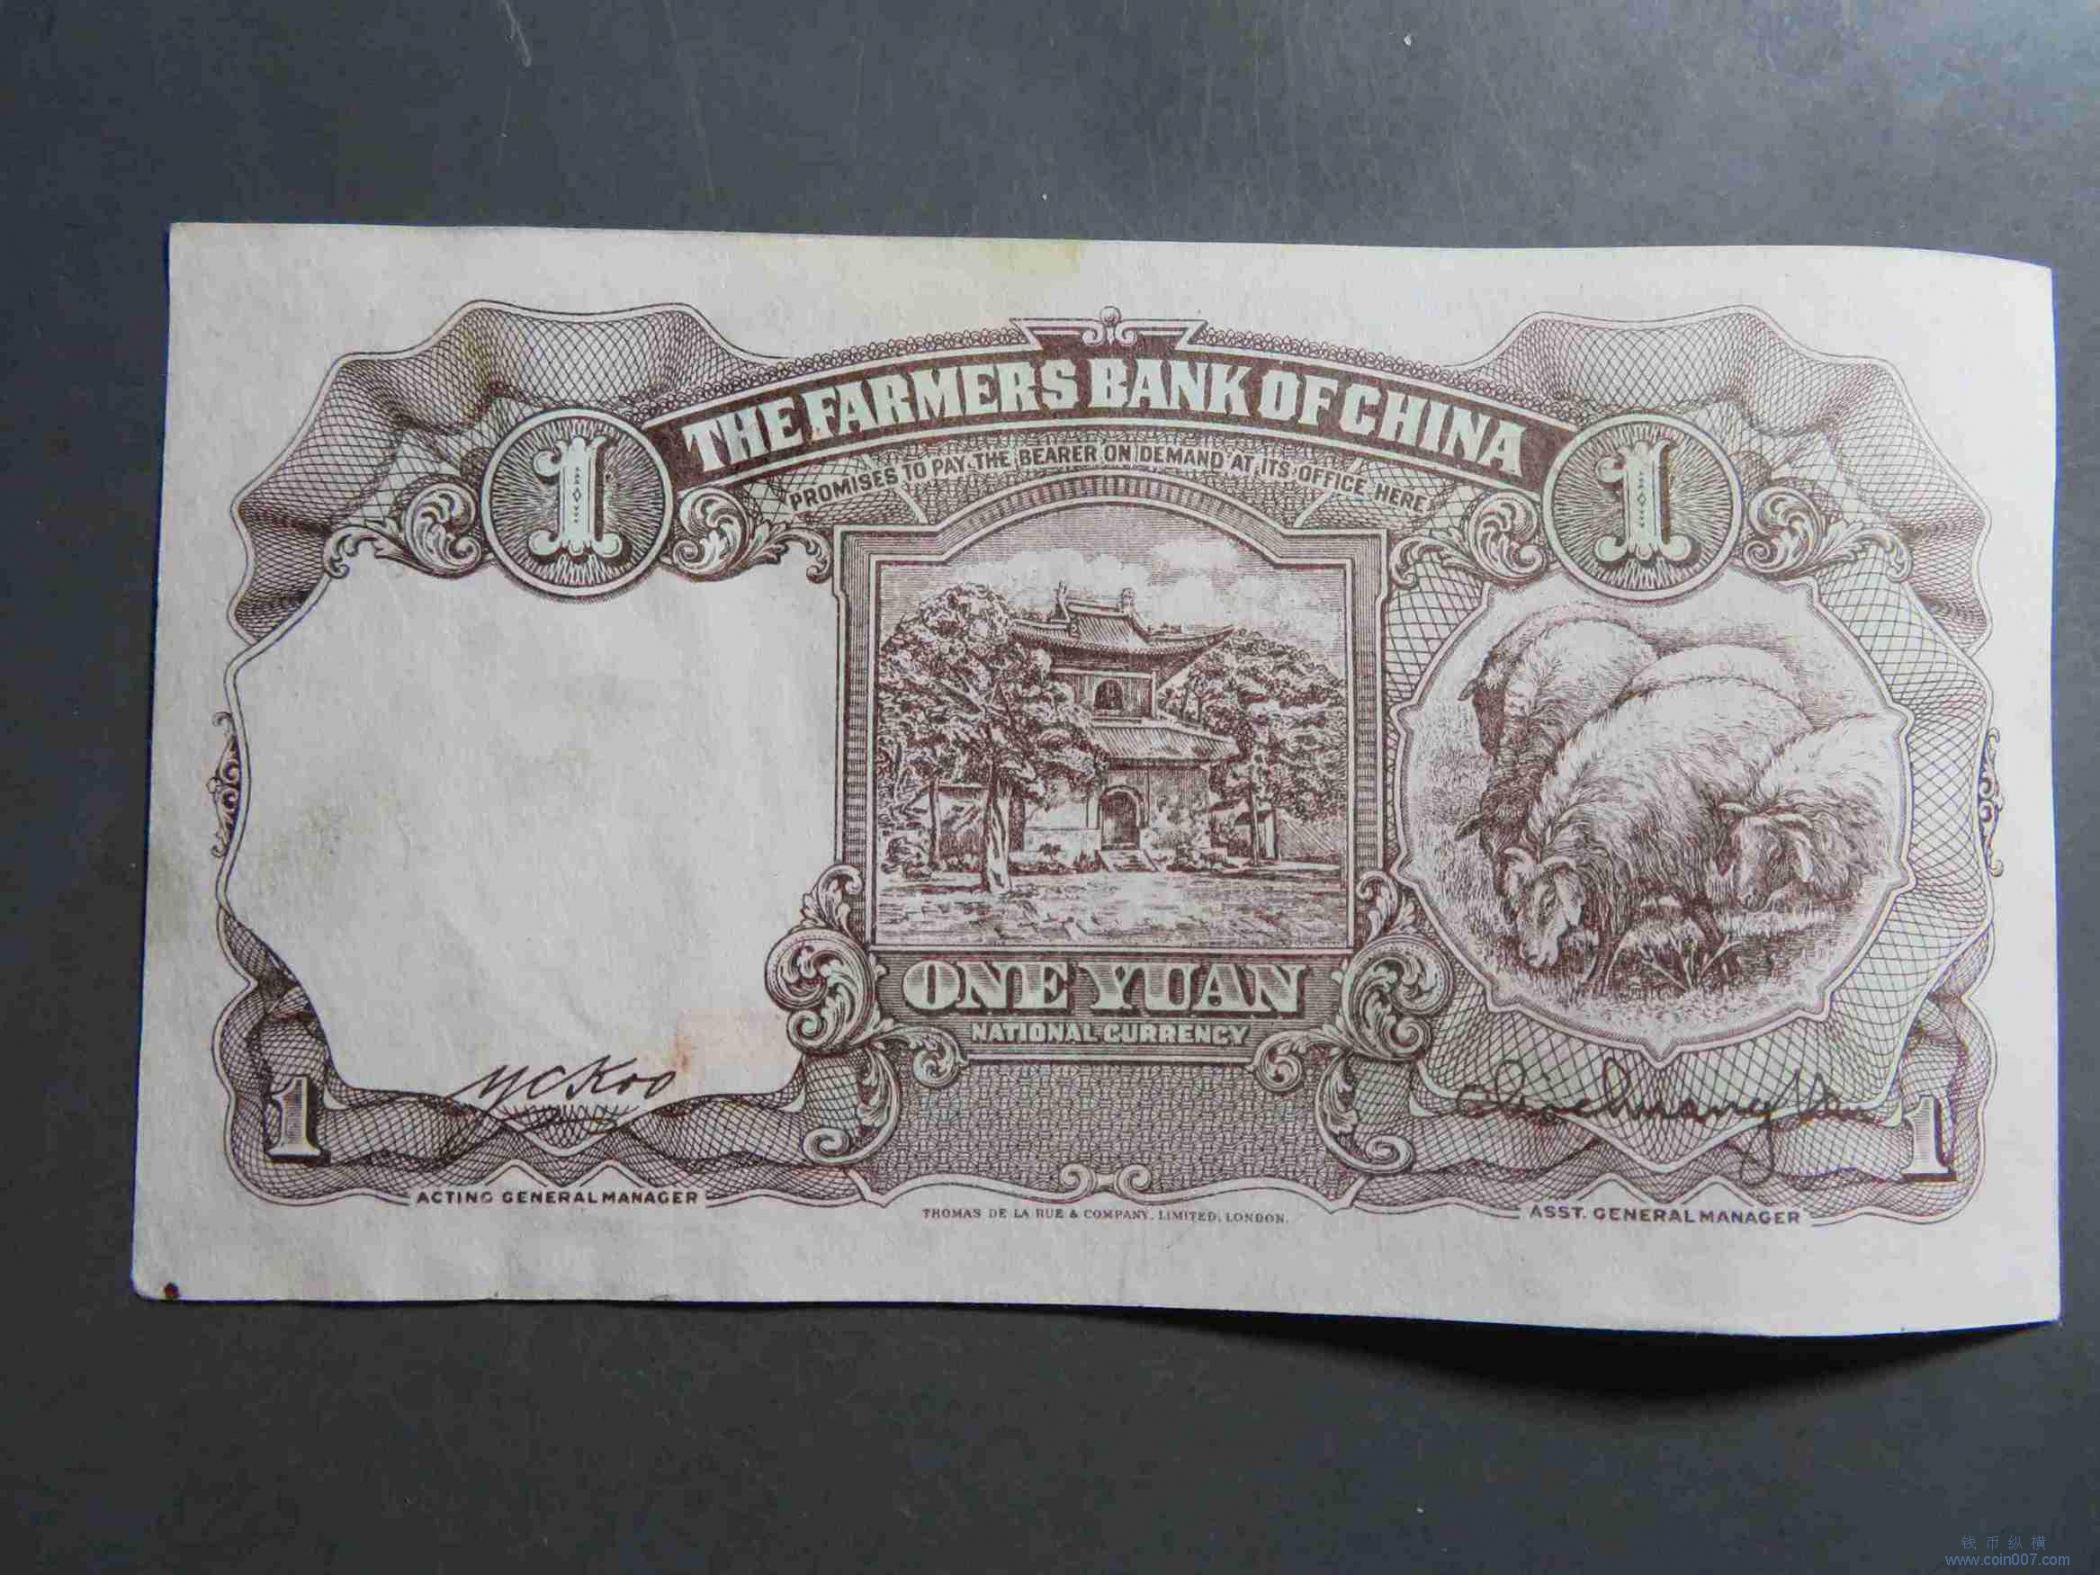 THE FARMERS BANK OF CHINA
PROMISES TO PAY THE BEARER ON DEMAND AT ITS OFFICE HERE
1
1
ONE YUAN
NATIONAL CURRENCY
Y C Koo
1
1
ACTING GENERAL MANAGER
THOMAS DE LA RUE & COMPANY, LIMITED, LONDON.
ASST. GENERAL MANAGER
钱币纵横
www.coin007.com